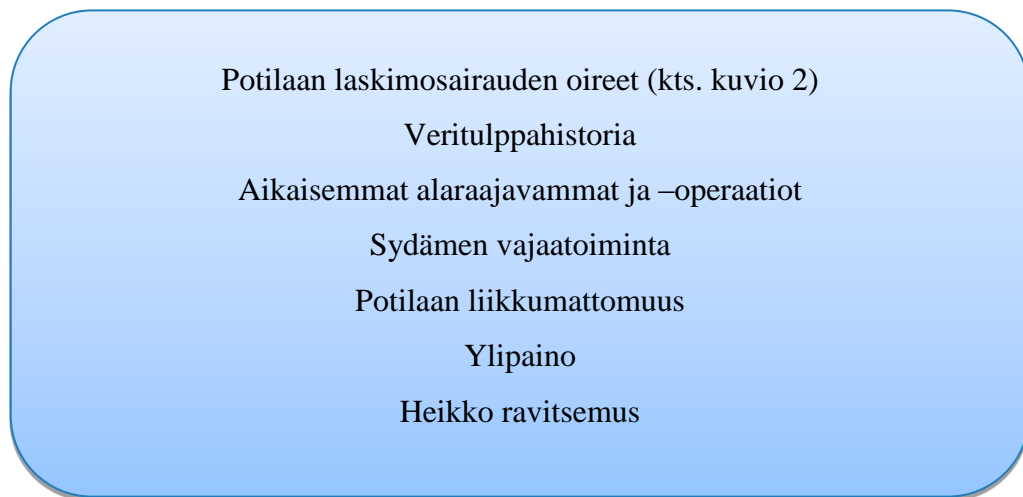 Potilaan laskimosairauden oireet (kts. kuvio 2)
Veritulppahistoria
Aikaisemmat alaraajavammat ja –operaatiot
Sydämen vajaatoiminta
Potilaan liikkumattomuus
Ylipaino
Heikko ravitsemus